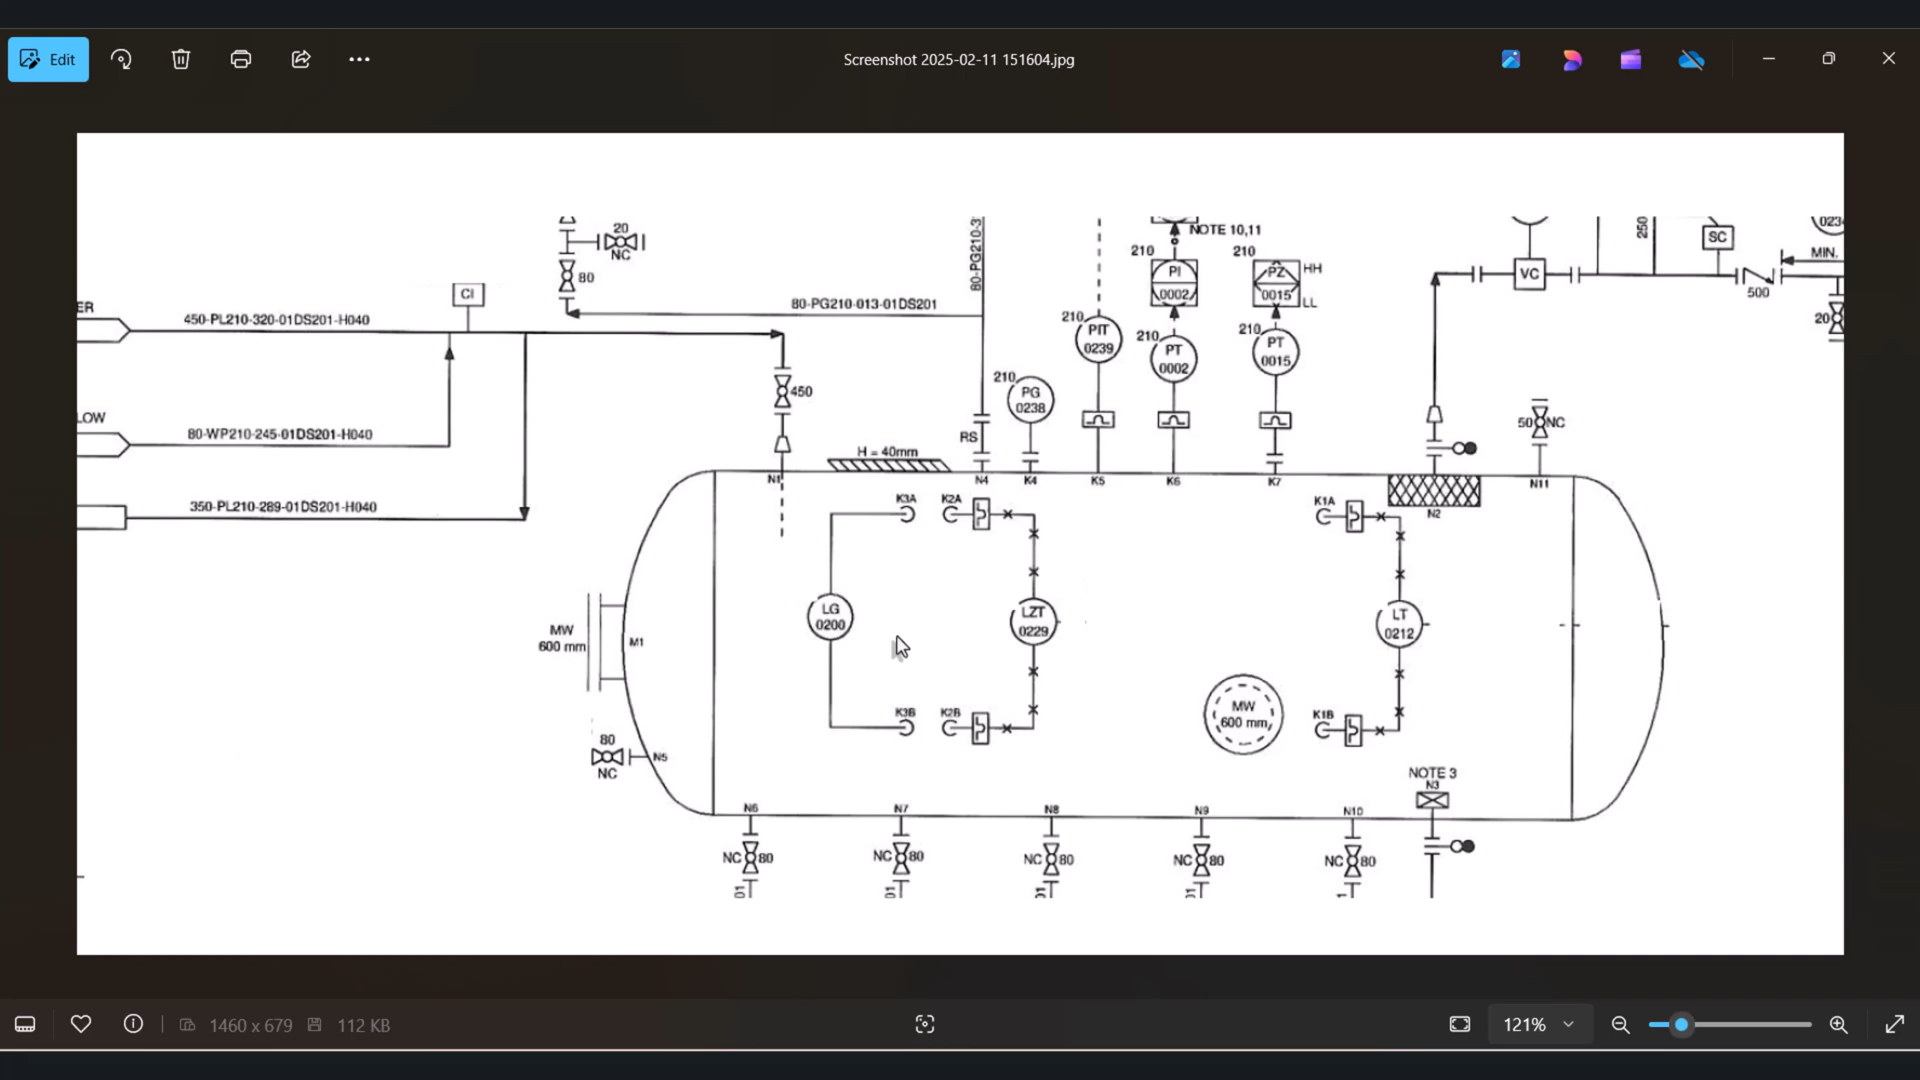 Edit
Screenshot 2025-02-11 151604.jpg
20
NC
80
CI
ER
450-PL210-320-01DS201-H040
80-PG210-013-01DS201
80-PG210-3
NOTE 10,11
210
PI
0002
210
PZ
0015
HH
LL
250
SC
MIN.
VC
500
20
210
PIT
0239
210
PT
0002
210
PT
0015
210
PG
0238
450
LOW
80-WP210-245-01DS201-H040
RS
50
NC
H = 40mm
N1
N4
K4
K5
K6
K7
N11
350-PL210-289-01DS201-H040
K3A
K2A
K1A
N2
LG
0200
LZT
0229
LT
0212
MW
600 mm
M1
K3B
K2B
MW
600 mm
K1B
80
NC
N5
NOTE 3
N3
N6
N7
N8
N9
N10
NC 80
NC 80
NC 80
NC 80
NC 80
01
01
01
01
1460 x 679
112 KB
121%